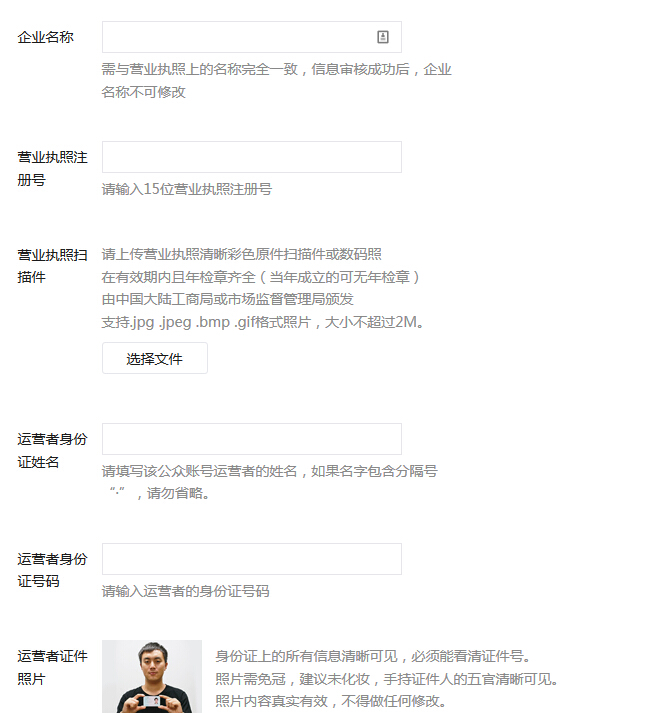 企业名称
需与营业执照上的名称完全一致，信息审核成功后，企业
名称不可修改
营业执照注
册号
请输入15位营业执照注册号
营业执照扫
描件
请上传营业执照清晰彩色原件扫描件或数码照
在有效期内且年检章齐全（当年成立的可无年检章）
由中国大陆工商局或市场监督管理局颁发
支持.jpg .jpeg .bmp .gif格式照片，大小不超过2M。
选择文件
运营者身份
证姓名
请填写该公众账号运营者的姓名，如果名字包含分隔号
“·”，请勿省略。
运营者身份
证号码
请输入运营者的身份证号码
运营者证件
照片
身份证上的所有信息清晰可见，必须能看清证件号。
照片需免冠，建议未化妆，手持证件人的五官清晰可见。
照片内容真实有效，不得做任何修改。